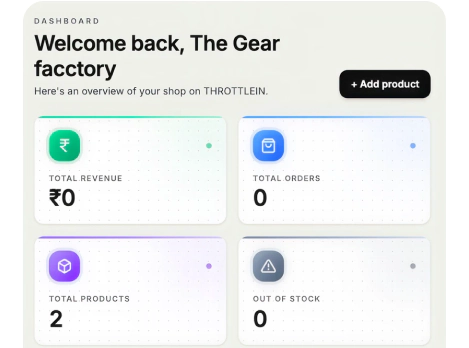 DASHBOARD
Welcome back, The Gear
facctory
Here's an overview of your shop on THROTTLEIN.
+ Add product
₹
TOTAL REVENUE
₹0
TOTAL ORDERS
0
TOTAL PRODUCTS
2
OUT OF STOCK
0